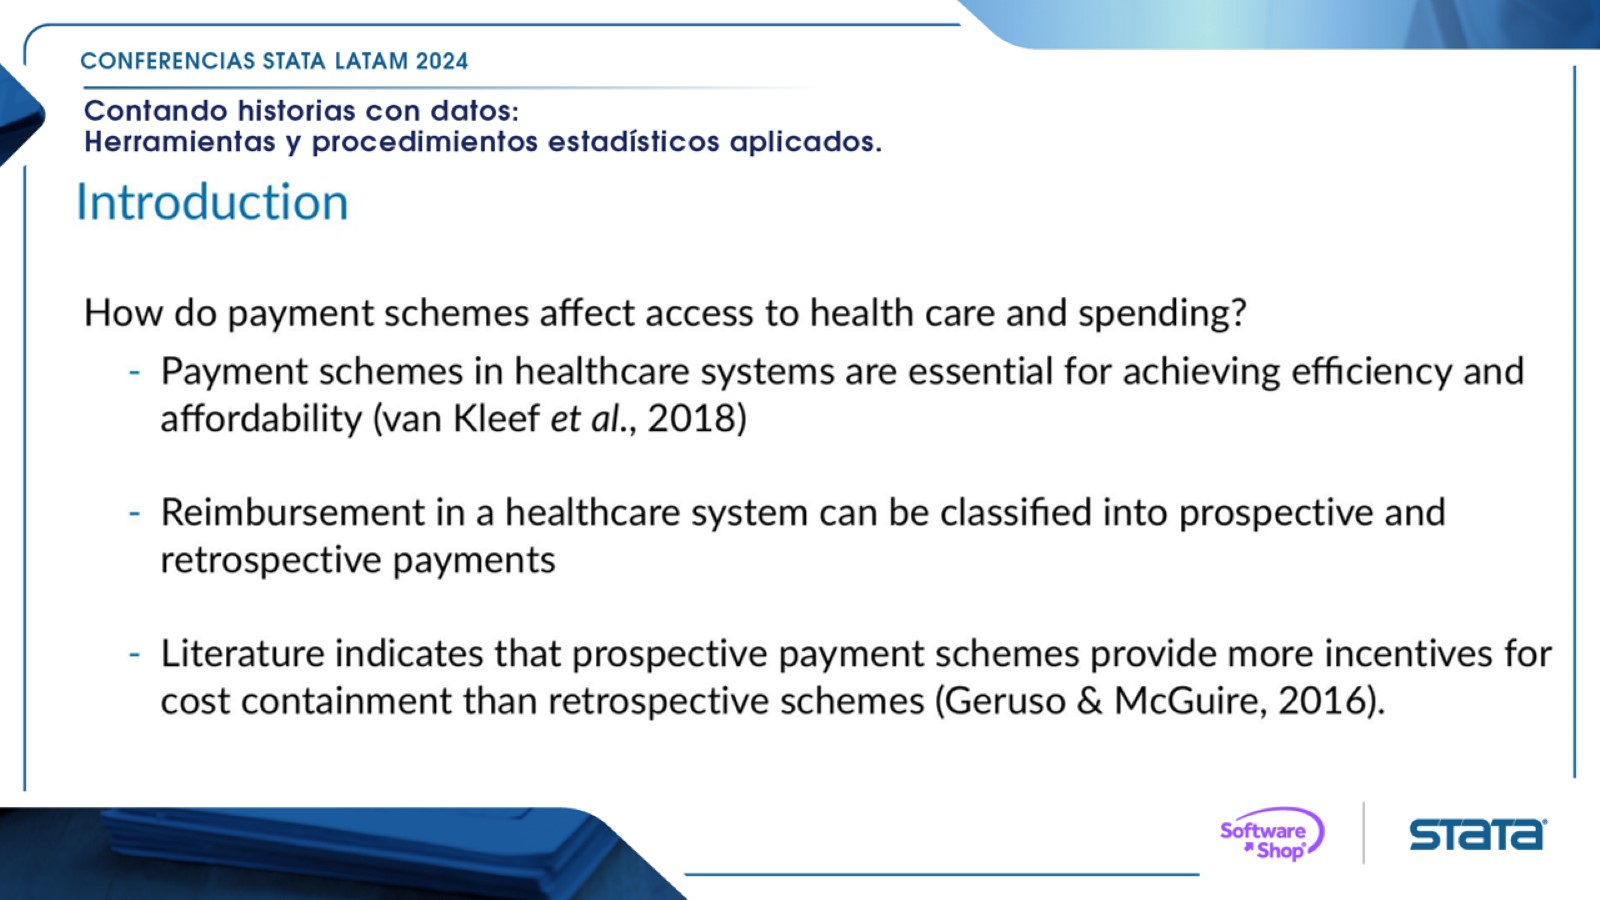 CONFERENCIAS STATA LATAM 2024
Contando historias con datos:
Herramientas y procedimientos estadísticos aplicados.
Introduction
How do payment schemes affect access to health care and spending?
- Payment schemes in healthcare systems are essential for achieving efficiency and
affordability (van Kleef et al., 2018)
- Reimbursement in a healthcare system can be classified into prospective and
retrospective payments
- Literature indicates that prospective payment schemes provide more incentives for
cost containment than retrospective schemes (Geruso & McGuire, 2016).
Software
Shop
STATA®